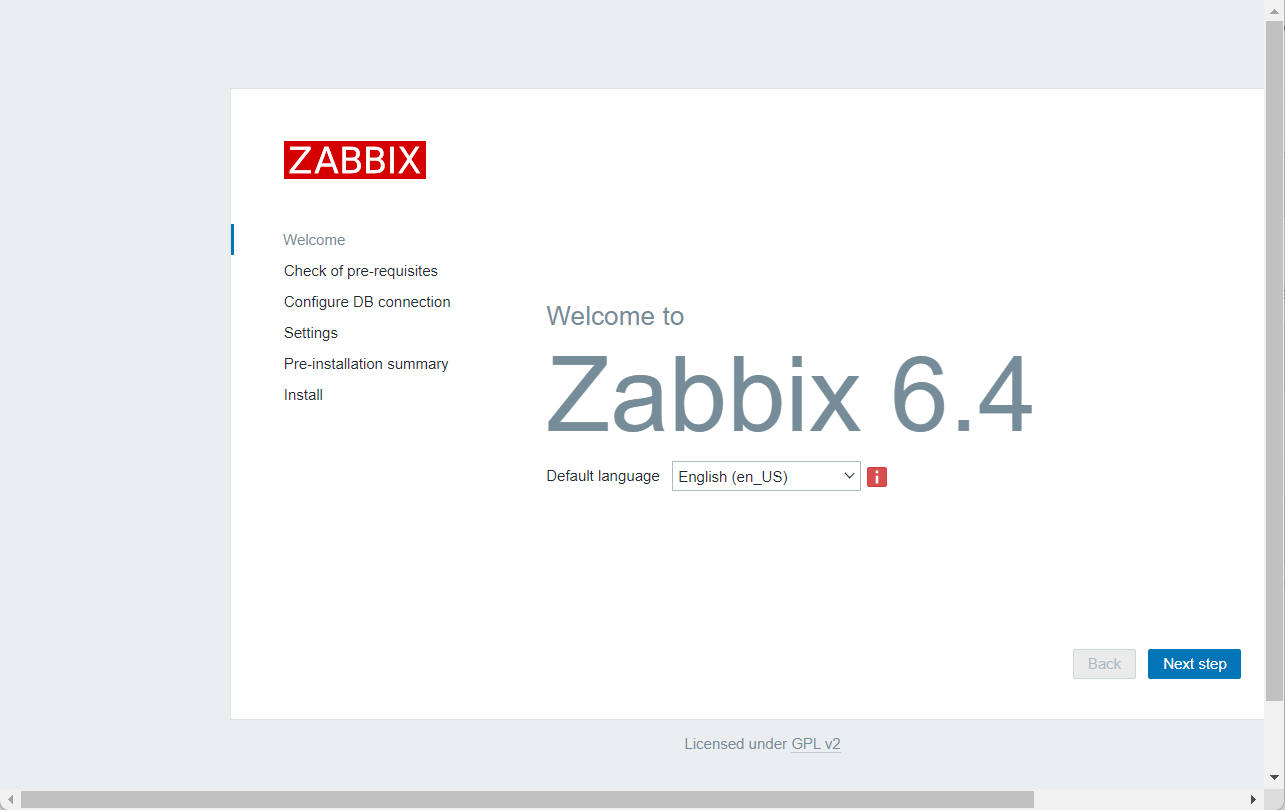 ZABBIX
Welcome
Check of pre-requisites
Configure DB connection
Settings
Pre-installation summary
Install
Welcome to
Zabbix 6.4
Default language English (en_US) i
Back Next step
Licensed under GPL v2